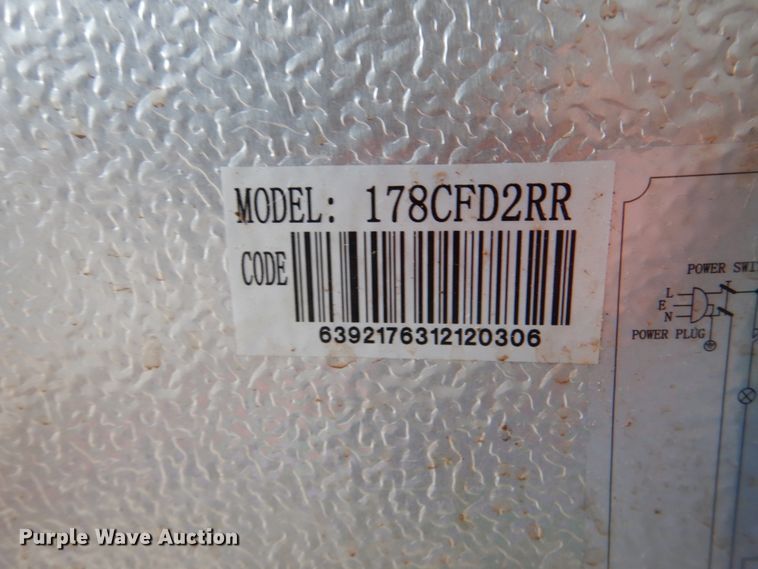 MODEL: 178CFD2RR
CODE
6392176312120306
POWER SWI
L
E
N
POWER PLUG
Purple Wave Auction